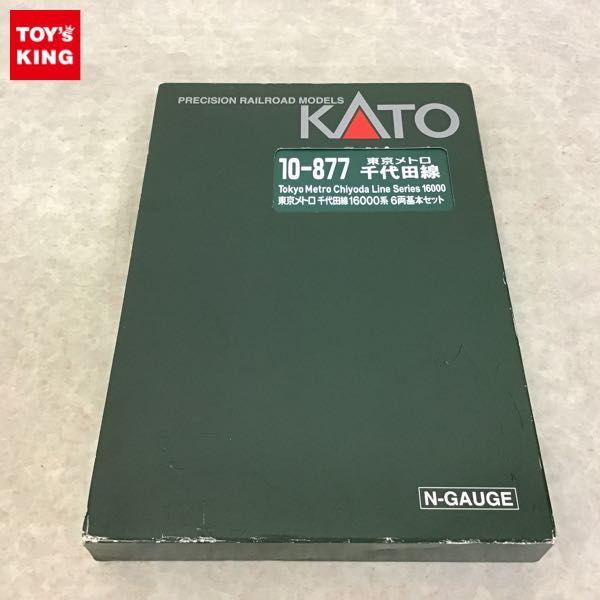 TOY'S
KING
PRECISION RAILROAD MODELS
KATO
10-877
東京メトロ
千代田線
Tokyo Metro Chiyoda Line Series 16000
東京メトロ 千代田線16000系 6両基本セット
N-GAUGE